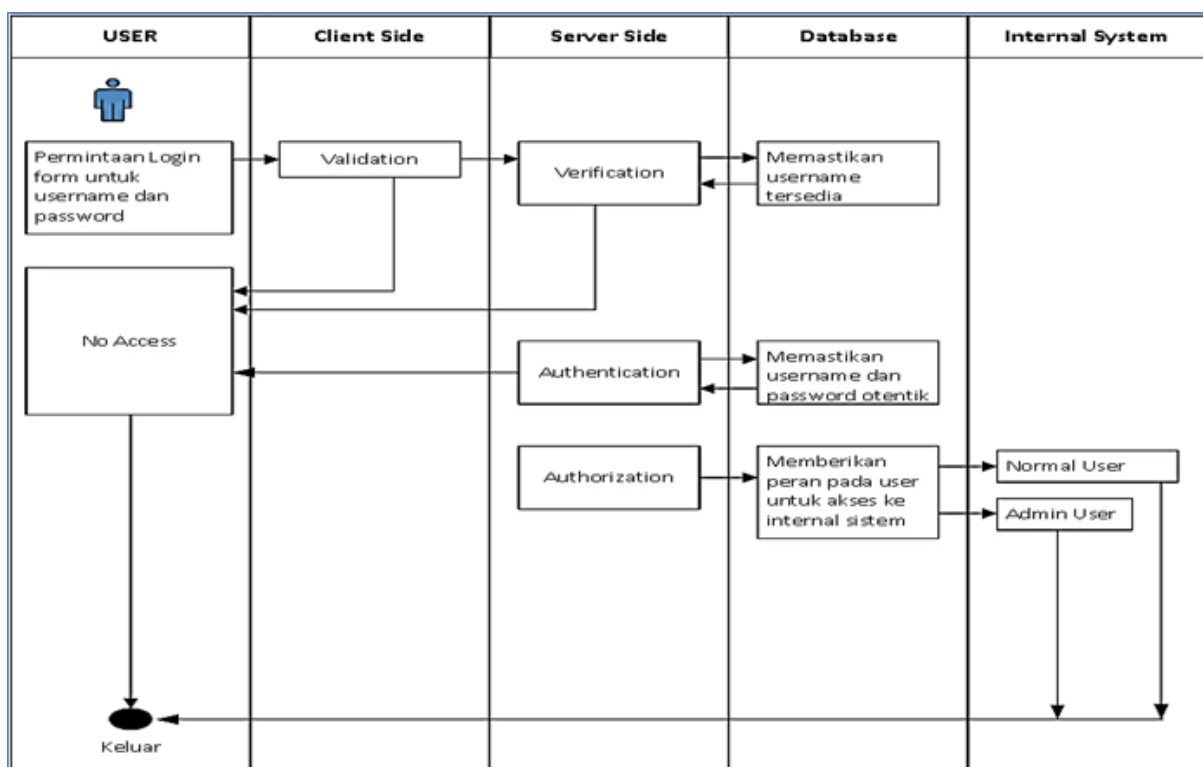 USER
Client Side
Server Side
Database
Internal System
Permintaan Login
form untuk
username dan
password
Validation
Verification
Memastikan
username
tersedia
No Access
Authentication
Memastikan
username dan
password otentik
Authorization
Memberikan
peran pada user
untuk akses ke
internal sistem
Normal User
Admin User
Keluar